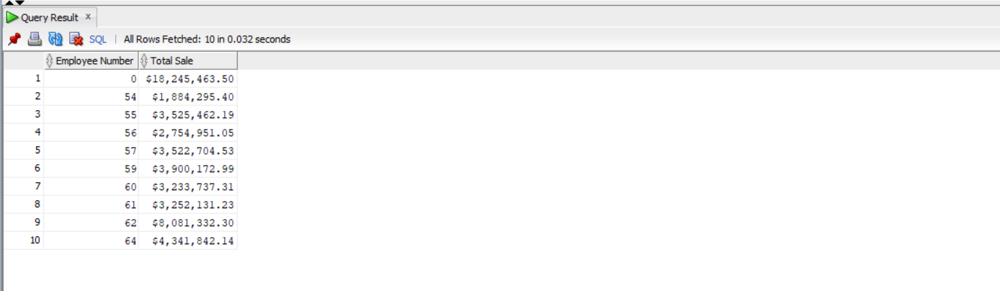 Query Result x
SQL | All Rows Fetched: 10 in 0.032 seconds
Employee Number Total Sale
1 0 $18,245,463.50
2 54 $1,884,295.40
3 55 $3,525,462.19
4 56 $2,754,951.05
5 57 $3,522,704.53
6 59 $3,900,172.99
7 60 $3,233,737.31
8 61 $3,252,131.23
9 62 $8,081,332.30
10 64 $4,341,842.14